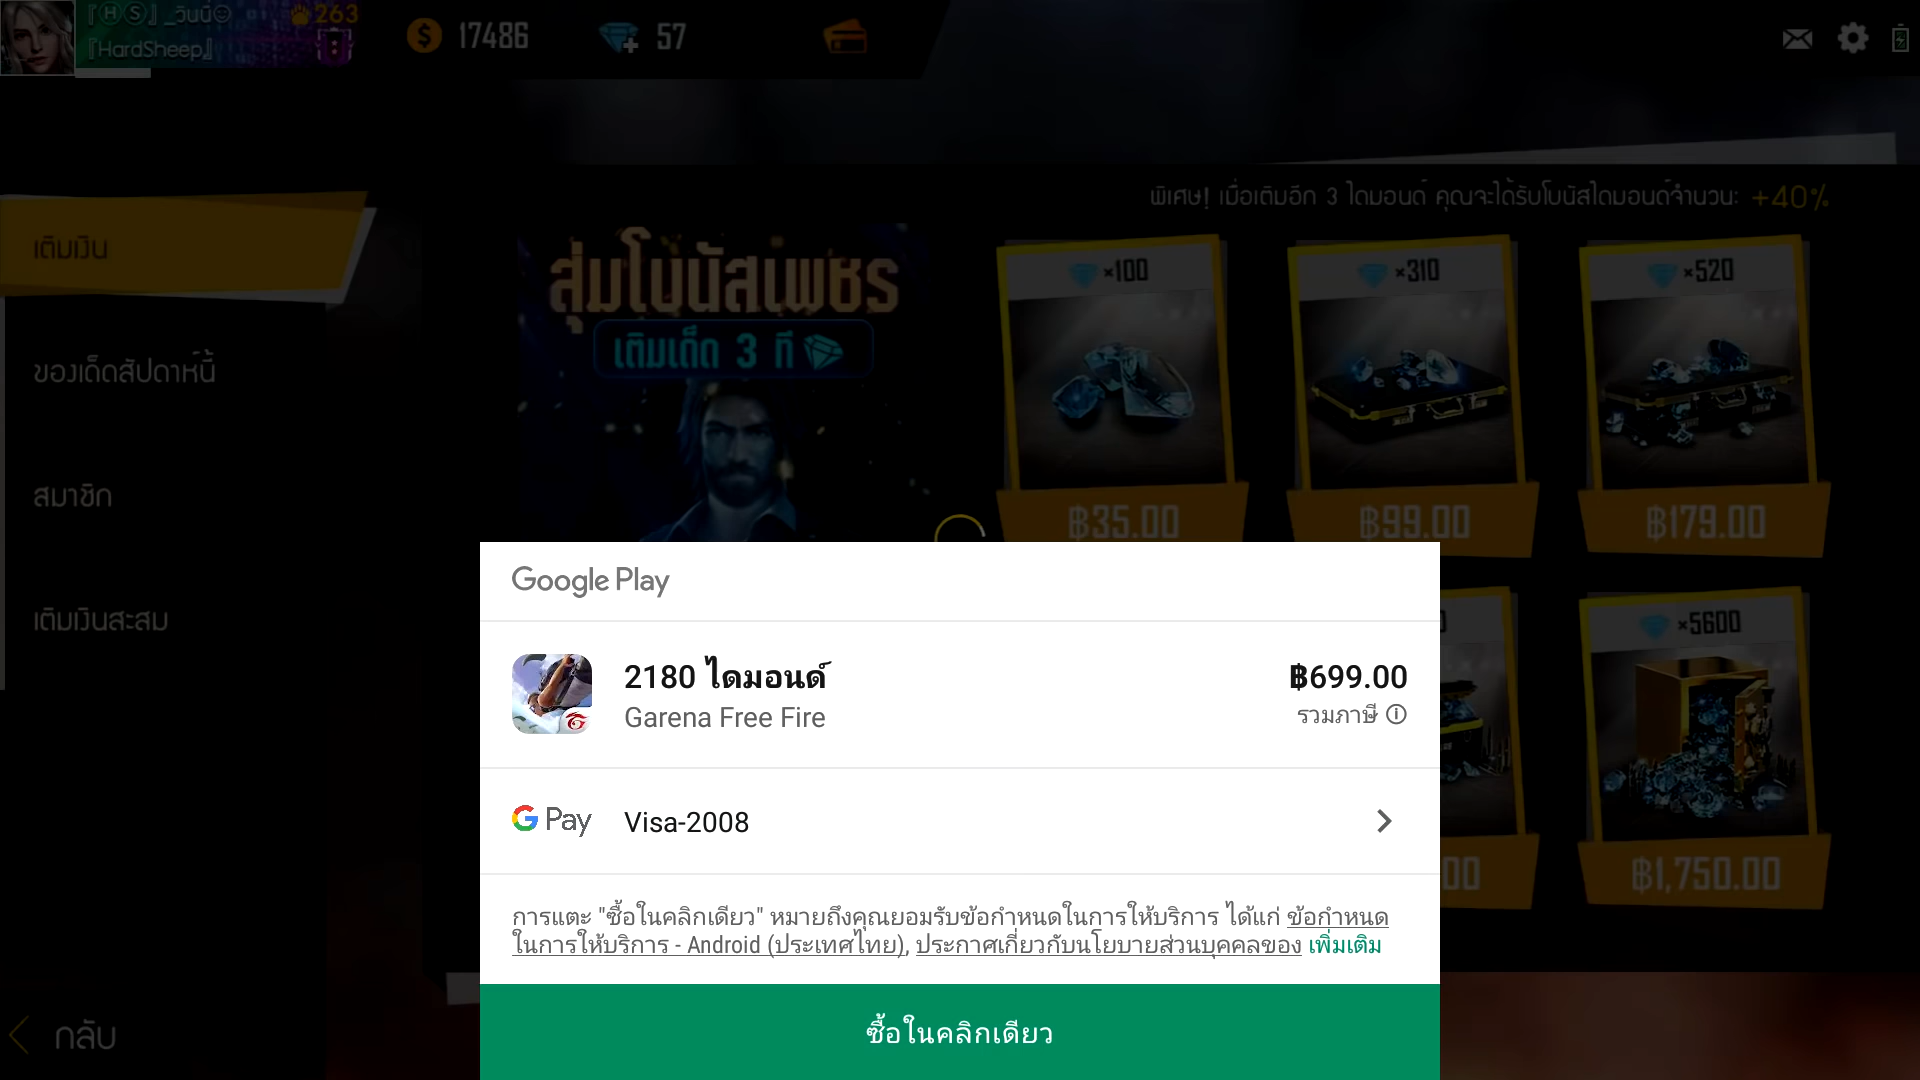 『ⒽⓈ』_วินนี่☺
263
『HardSheep』
17486
57
พิเศษ! เมื่อเติมอีก 3 ไดมอนด์ คุณจะได้รับโบนัสไดมอนด์จำนวน: +40%
เติมเงิน
ของเด็ดสัปดาห์นี้
สมาชิก
เติมเงินสะสม
สุ่มโบนัสเพชร
เติมเด็ด 3 ที
×100
×310
×520
฿35.00
฿99.00
฿179.00
×5600
฿1,750.00
Google Play
2180 ไดมอนด์
฿699.00
Garena Free Fire
รวมภาษี
G Pay
Visa-2008
การแตะ "ซื้อในคลิกเดียว" หมายถึงคุณยอมรับข้อกำหนดในการให้บริการ ได้แก่ ข้อกำหนด
ในการให้บริการ - Android (ประเทศไทย), ประกาศเกี่ยวกับนโยบายส่วนบุคคลของ เพิ่มเติม
ซื้อในคลิกเดียว
กลับ